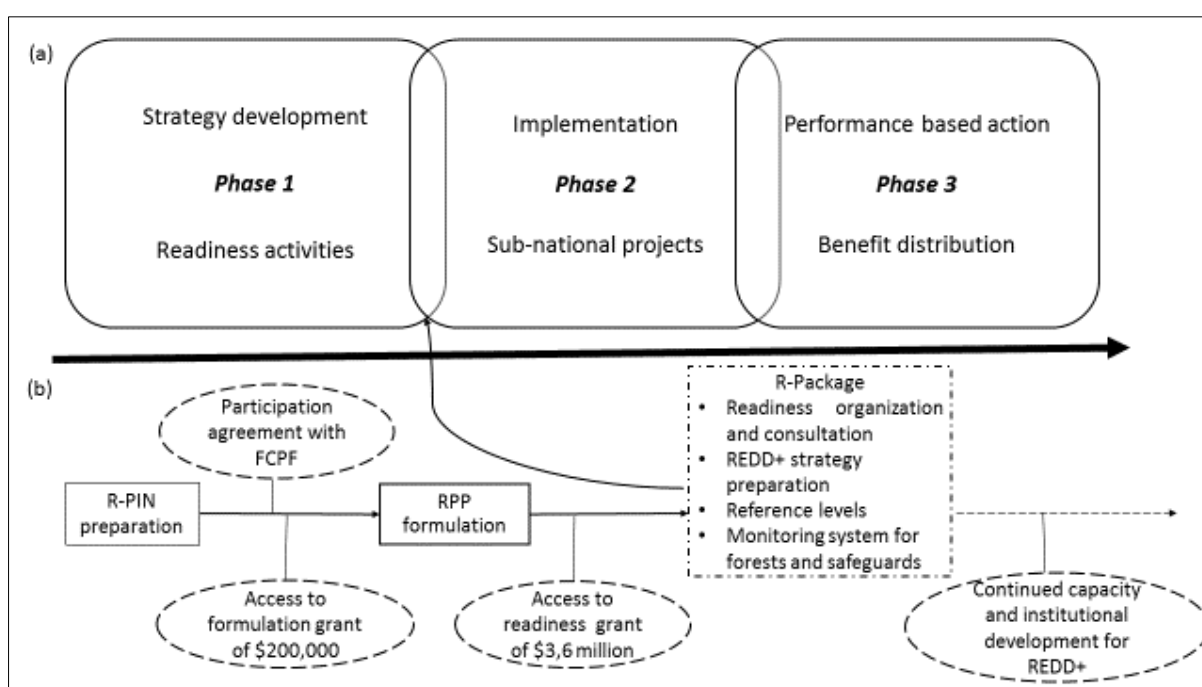 (a)
Strategy development
Phase 1
Readiness activities
Implementation
Phase 2
Sub-national projects
Performance based action
Phase 3
Benefit distribution
(b)
Participation
agreement with
FCPF
R-PIN
preparation
Access to
formulation grant
of $200,000
RPP
formulation
Access to
readiness grant
of $3,6 million
R-Package
• Readiness organization
and consultation
• REDD+ strategy
preparation
• Reference levels
• Monitoring system for
forests and safeguards
Continued capacity
and institutional
development for
REDD+